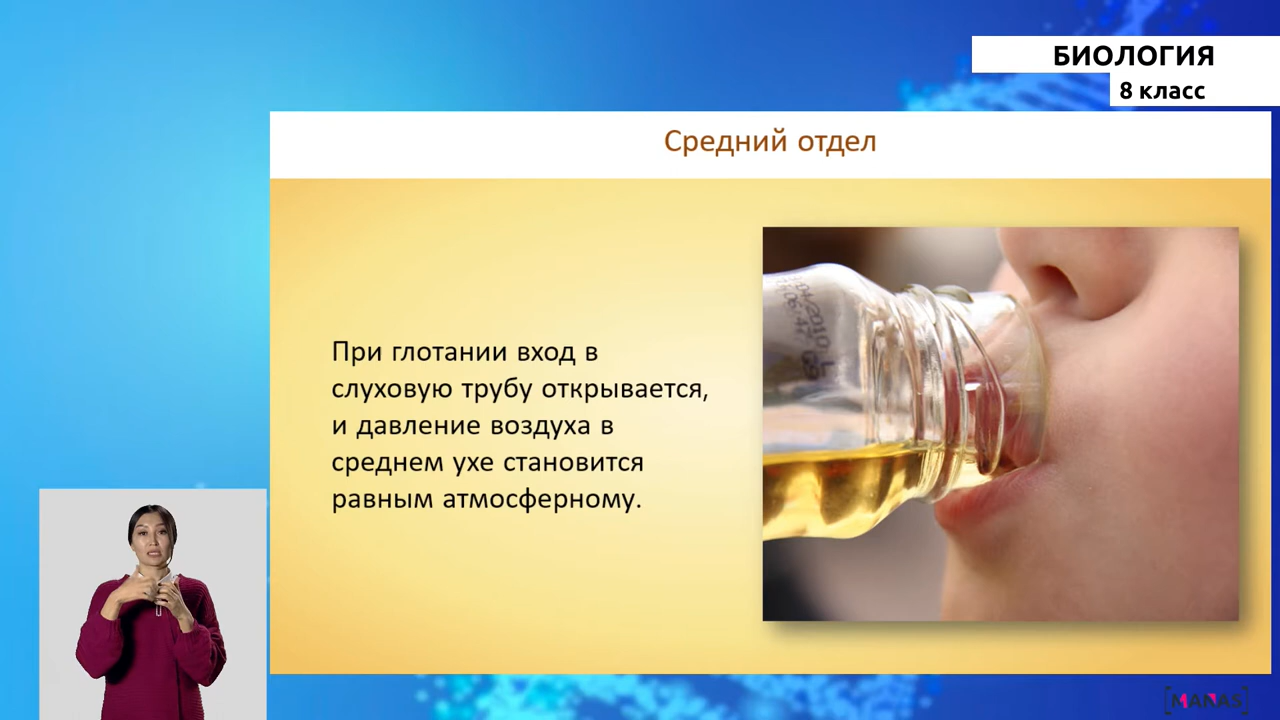 БИОЛОГИЯ
8 класс
Средний отдел
При глотании вход в
слуховую трубу открывается,
и давление воздуха в
среднем ухе становится
равным атмосферному.
MANAS